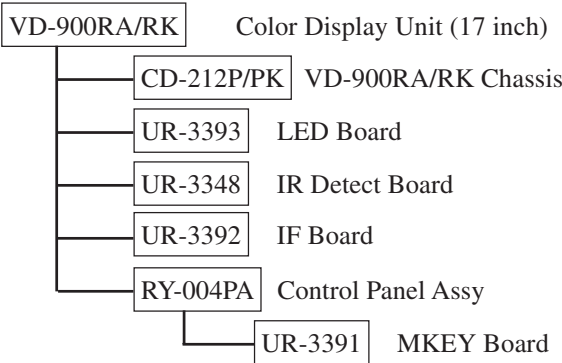 VD-900RA/RK Color Display Unit (17 inch)
CD-212P/PK VD-900RA/RK Chassis
UR-3393 LED Board
UR-3348 IR Detect Board
UR-3392 IF Board
RY-004PA Control Panel Assy
UR-3391 MKEY Board